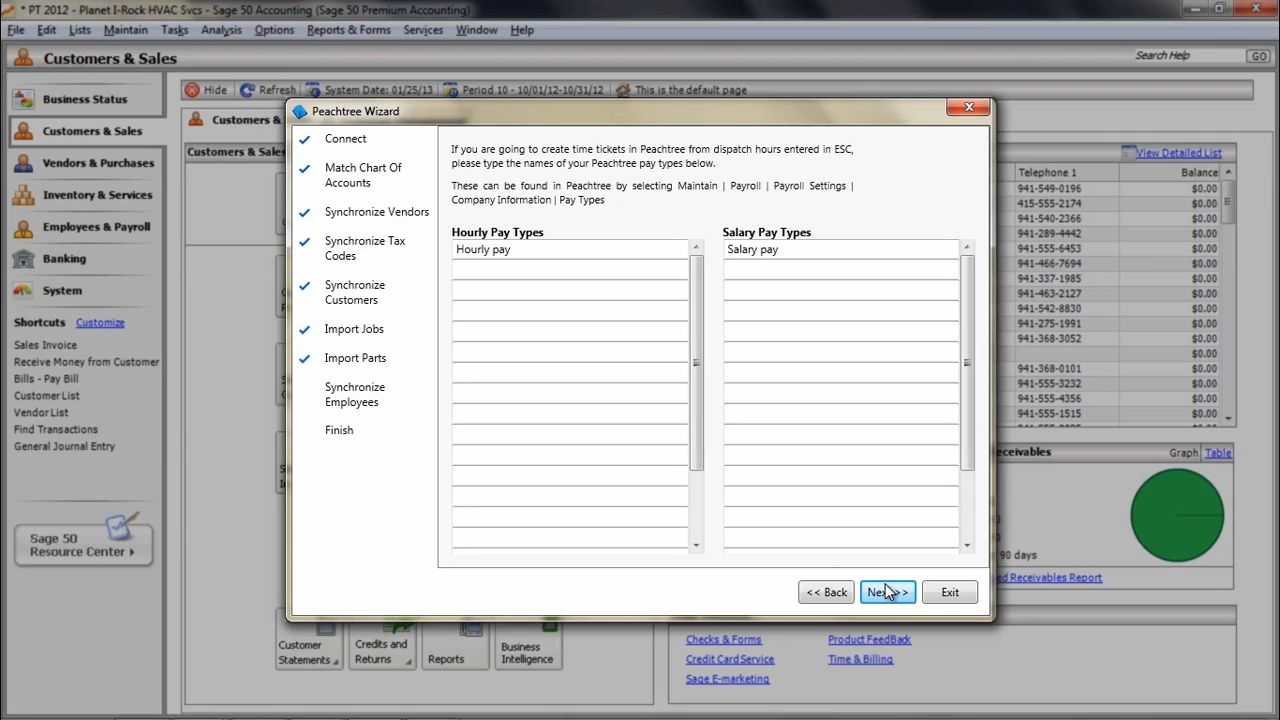 * PT 2012 - Planet I-Rock HVAC Svcs - Sage 50 Accounting (Sage 50 Premium Accounting)
File Edit Lists Maintain Tasks Analysis Options Reports & Forms Services Window Help
Customers & Sales
Search Help
GO
Business Status
Customers & Sales
Vendors & Purchases
Inventory & Services
Employees & Payroll
Banking
System
Shortcuts Customize
Sales Invoice
Receive Money from Customer
Bills - Pay Bill
Customer List
Vendor List
Find Transactions
General Journal Entry
Sage 50
Resource Center
Hide Refresh System Date: 01/25/13 Period 10 - 10/01/12-10/31/12 This is the default page
Customers &
Customers & Sales
Peachtree Wizard
Connect
Match Chart Of
Accounts
Synchronize Vendors
Synchronize Tax
Codes
Synchronize
Customers
Import Jobs
Import Parts
Synchronize
Employees
Finish
If you are going to create time tickets in Peachtree from dispatch hours entered in ESC,
please type the names of your Peachtree pay types below.
These can be found in Peachtree by selecting Maintain | Payroll | Payroll Settings |
Company Information | Pay Types
Hourly Pay Types
Hourly pay
Salary Pay Types
Salary pay
<< Back
Next >>
Exit
View Detailed List
Telephone 1 Balance
941-549-0196 $0.00
415-555-2174 $0.00
941-540-2366 $0.00
941-289-4442 $0.00
941-555-6453 $0.00
941-466-7694 $0.00
941-337-1985 $0.00
941-463-2127 $0.00
941-542-8830 $0.00
941-275-1991 $0.00
941-368-3052 $0.00
$0.00
941-368-0101 $0.00
941-555-3232 $0.00
941-555-4356 $0.00
941-555-1515 $0.00
eceivables Graph Table
90 days
ed Receivables Report
Customer
Statements
Credits and
Returns
Reports
Business
Intelligence
Checks & Forms
Credit Card Service
Sage E-marketing
Product FeedBack
Time & Billing